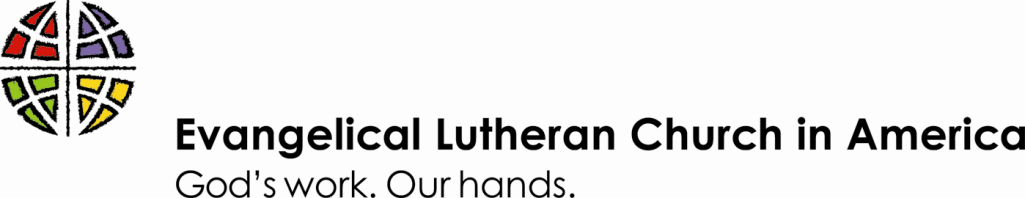 Evangelical Lutheran Church in America
God’s work. Our hands.